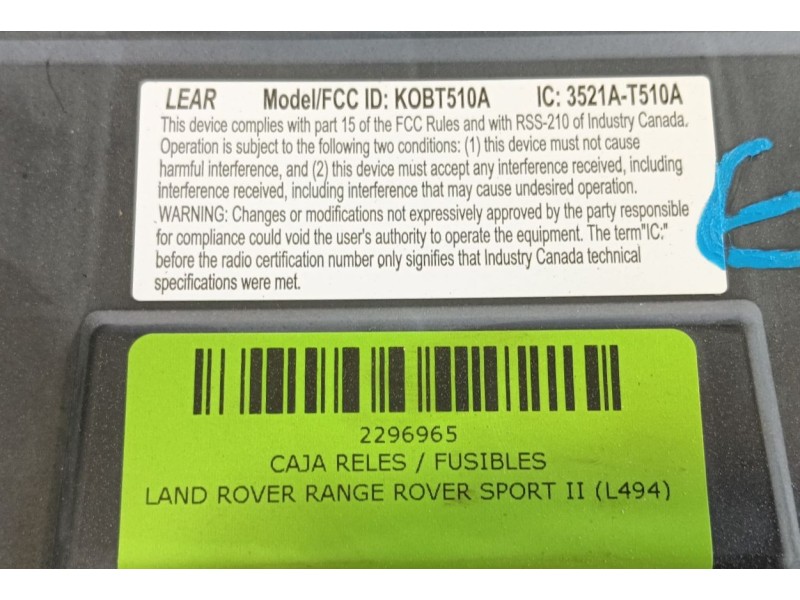 LEAR Model/FCC ID: KOBT510A IC: 3521A-T510A
This device complies with part 15 of the FCC Rules and with RSS-210 of Industry Canada.
Operation is subject to the following two conditions: (1) this device must not cause
harmful interference, and (2) this device must accept any interference received, including
interference received, including interference that may cause undesired operation.
WARNING: Changes or modifications not expressively approved by the party responsible
for compliance could void the user's authority to operate the equipment. The term"IC:"
before the radio certification number only signifies that Industry Canada technical
specifications were met.
E
2296965
CAJA RELES / FUSIBLES
LAND ROVER RANGE ROVER SPORT II (L494)